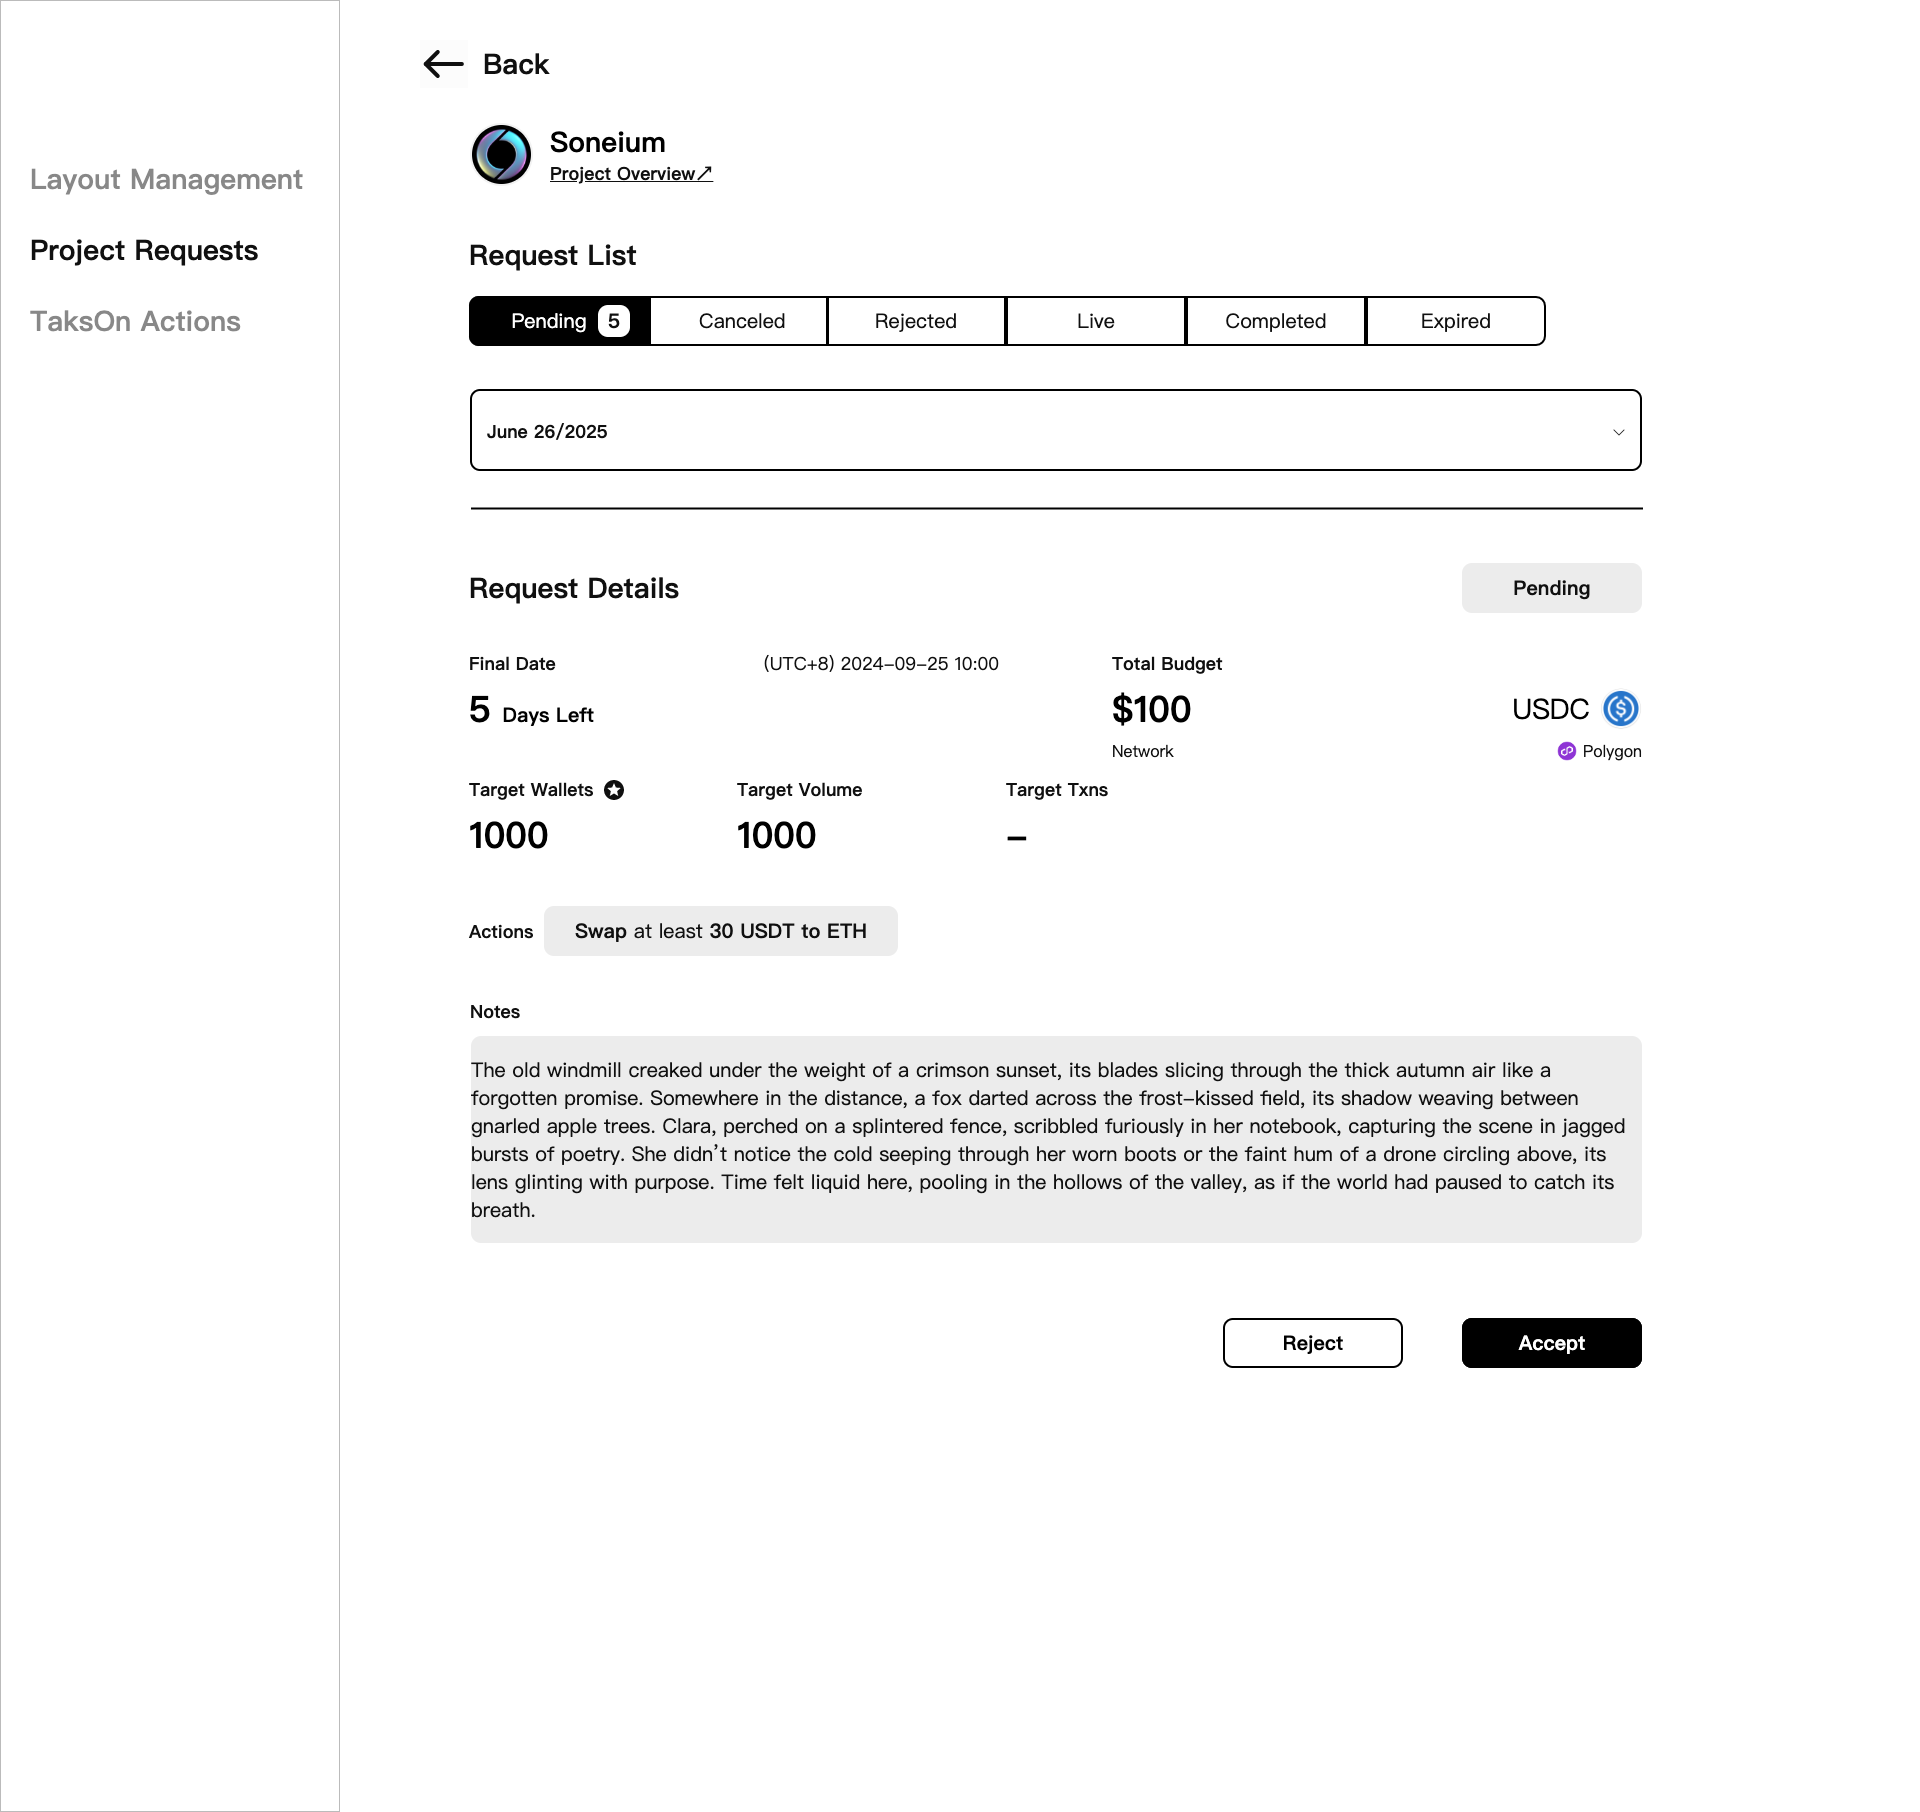 Layout Management
Project Requests
TaksOn Actions
Back
Soneium
Project Overview↗
Request List
Pending 5 Canceled Rejected Live Completed Expired
June 26/2025
Request Details Pending
Final Date (UTC+8) 2024-09-25 10:00 Total Budget
5 Days Left $100 USDC
Network Polygon
Target Wallets Target Volume Target Txns
1000 1000 -
Actions Swap at least 30 USDT to ETH
Notes
The old windmill creaked under the weight of a crimson sunset, its blades slicing through the thick autumn air like a
forgotten promise. Somewhere in the distance, a fox darted across the frost-kissed field, its shadow weaving between
gnarled apple trees. Clara, perched on a splintered fence, scribbled furiously in her notebook, capturing the scene in jagged
bursts of poetry. She didn’t notice the cold seeping through her worn boots or the faint hum of a drone circling above, its
lens glinting with purpose. Time felt liquid here, pooling in the hollows of the valley, as if the world had paused to catch its
breath.
Reject Accept